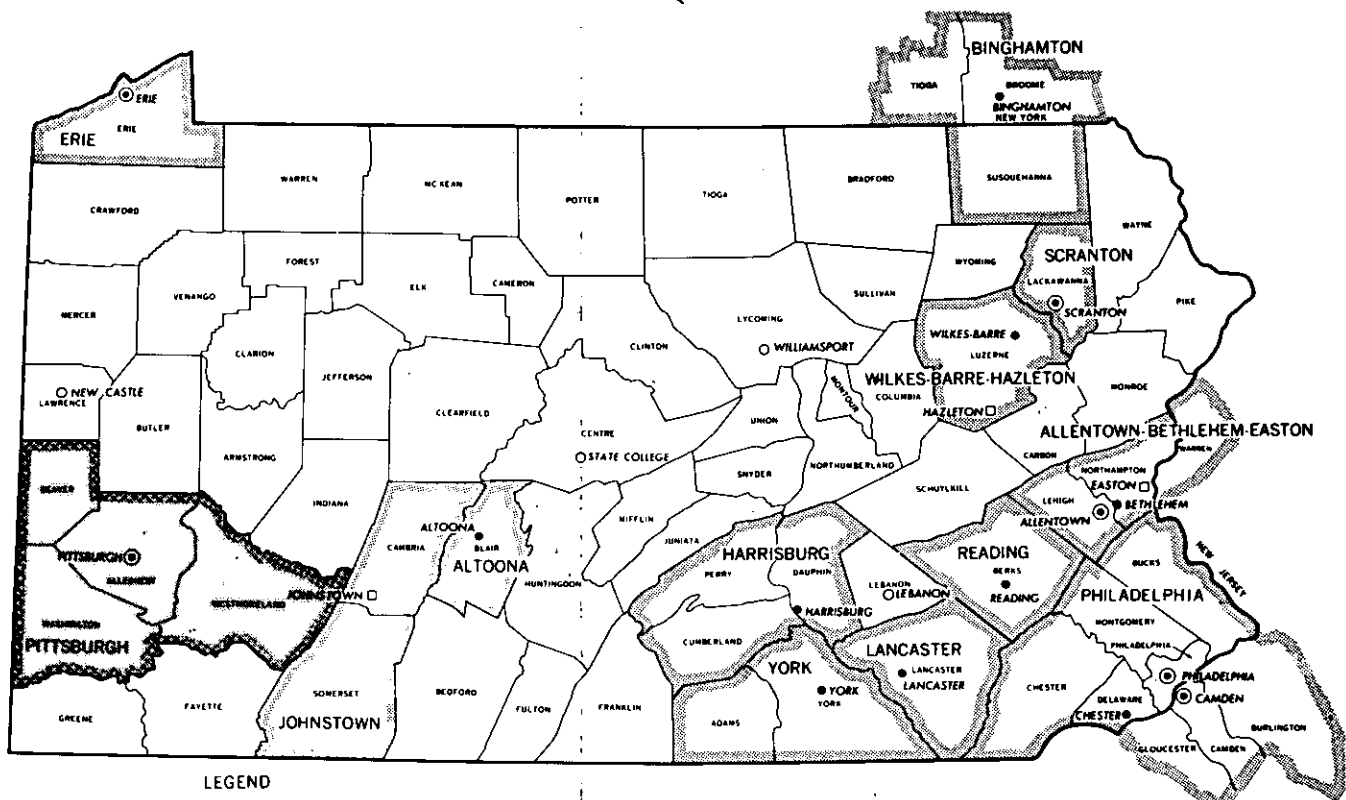 BINGHAMTON
TIOGA
BROOME
BINGHAMTON
NEW YORK
ERIE
ERIE
ERIE
WARREN
MC KEAN
POTTER
TIOGA
BRADFORD
SUSQUEHANNA
CRAWFORD
WAYNE
FOREST
WYOMING
SCRANTON
LACKAWANNA
SCRANTON
VENANGO
ELK
CAMERON
SULLIVAN
PIKE
MERCER
LYCOMING
WILKES-BARRE
LUZERNE
CLARION
CLINTON
WILLIAMSPORT
JEFFERSON
WILKES-BARRE-HAZLETON
MONROE
NEW CASTLE
LAWRENCE
MONTOUR
COLUMBIA
HAZLETON
CLEARFIELD
UNION
BUTLER
CENTRE
ALLENTOWN-BETHLEHEM-EASTON
WARREN
ARMSTRONG
STATE COLLEGE
SNYDER
NORTHUMBERLAND
CARBON
NORTHAMPTON
EASTON
BEAVER
INDIANA
SCHUYLKILL
LEHIGH
BETHLEHEM
ALLENTOWN
MIFFLIN
ALTOONA
CAMBRIA
BLAIR
ALTOONA
JUNIATA
HARRISBURG
READING
BERKS
READING
NEW JERSEY
BUCKS
PITTSBURGH
ALLEGHENY
HUNTINGDON
PERRY
DAUPHIN
LEBANON
LEBANON
PHILADELPHIA
JOHNSTOWN
WESTMORELAND
HARRISBURG
MONTGOMERY
WASHINGTON
PITTSBURGH
CUMBERLAND
PHILADELPHIA
LANCASTER
LANCASTER
LANCASTER
YORK
YORK
YORK
PHILADELPHIA
CAMDEN
SOMERSET
JOHNSTOWN
BEDFORD
FULTON
FRANKLIN
ADAMS
CHESTER
DELAWARE
CHESTER
GREENE
FAYETTE
BURLINGTON
GLOUCESTER
CAMDEN
LEGEND